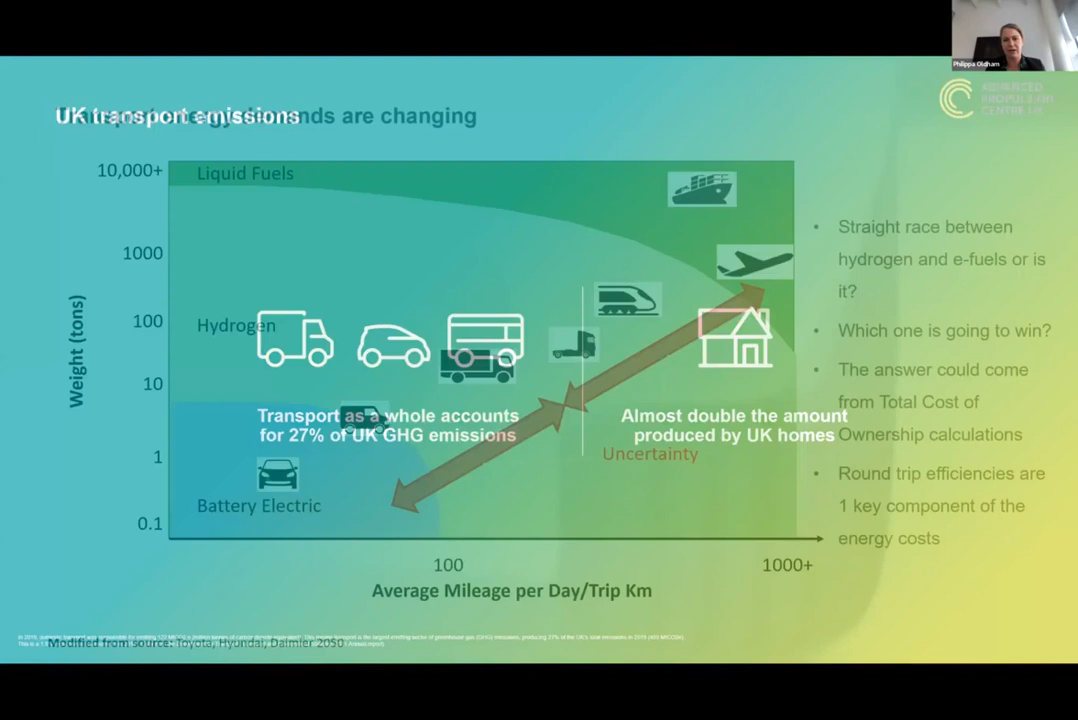 Philippa Oldham
ADVANCED
PROPULSION
CENTRE UK
UK transport emissions
Transport energy demands are changing
10,000+
1000
100
10
1
0.1
Weight (tons)
Liquid Fuels
Hydrogen
Battery Electric
Uncertainty
Transport as a whole accounts
for 27% of UK GHG emissions
Almost double the amount
produced by UK homes
• Straight race between
hydrogen and e-fuels or is
it?
• Which one is going to win?
• The answer could come
from Total Cost of
Ownership calculations
• Round trip efficiencies are
1 key component of the
energy costs
100
1000+
Average Mileage per Day/Trip Km
Modified from source: Toyota, Hyundai, Daimler 2050